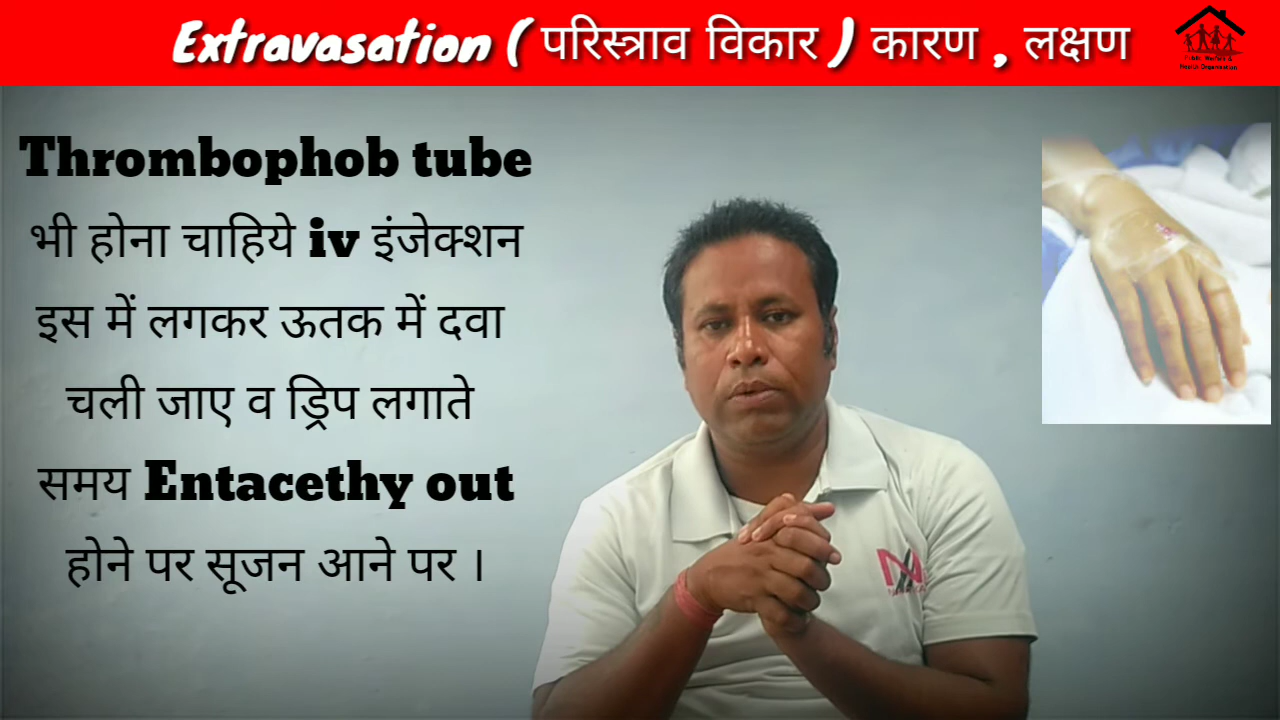 Extravasation ( परिस्त्राव विकार ) कारण , लक्षण
Thrombophob tube
भी होना चाहिये iv इंजेक्शन
इस में लगकर ऊतक में दवा
चली जाए व ड्रिप लगाते
समय Entacethy out
होने पर सूजन आने पर ।